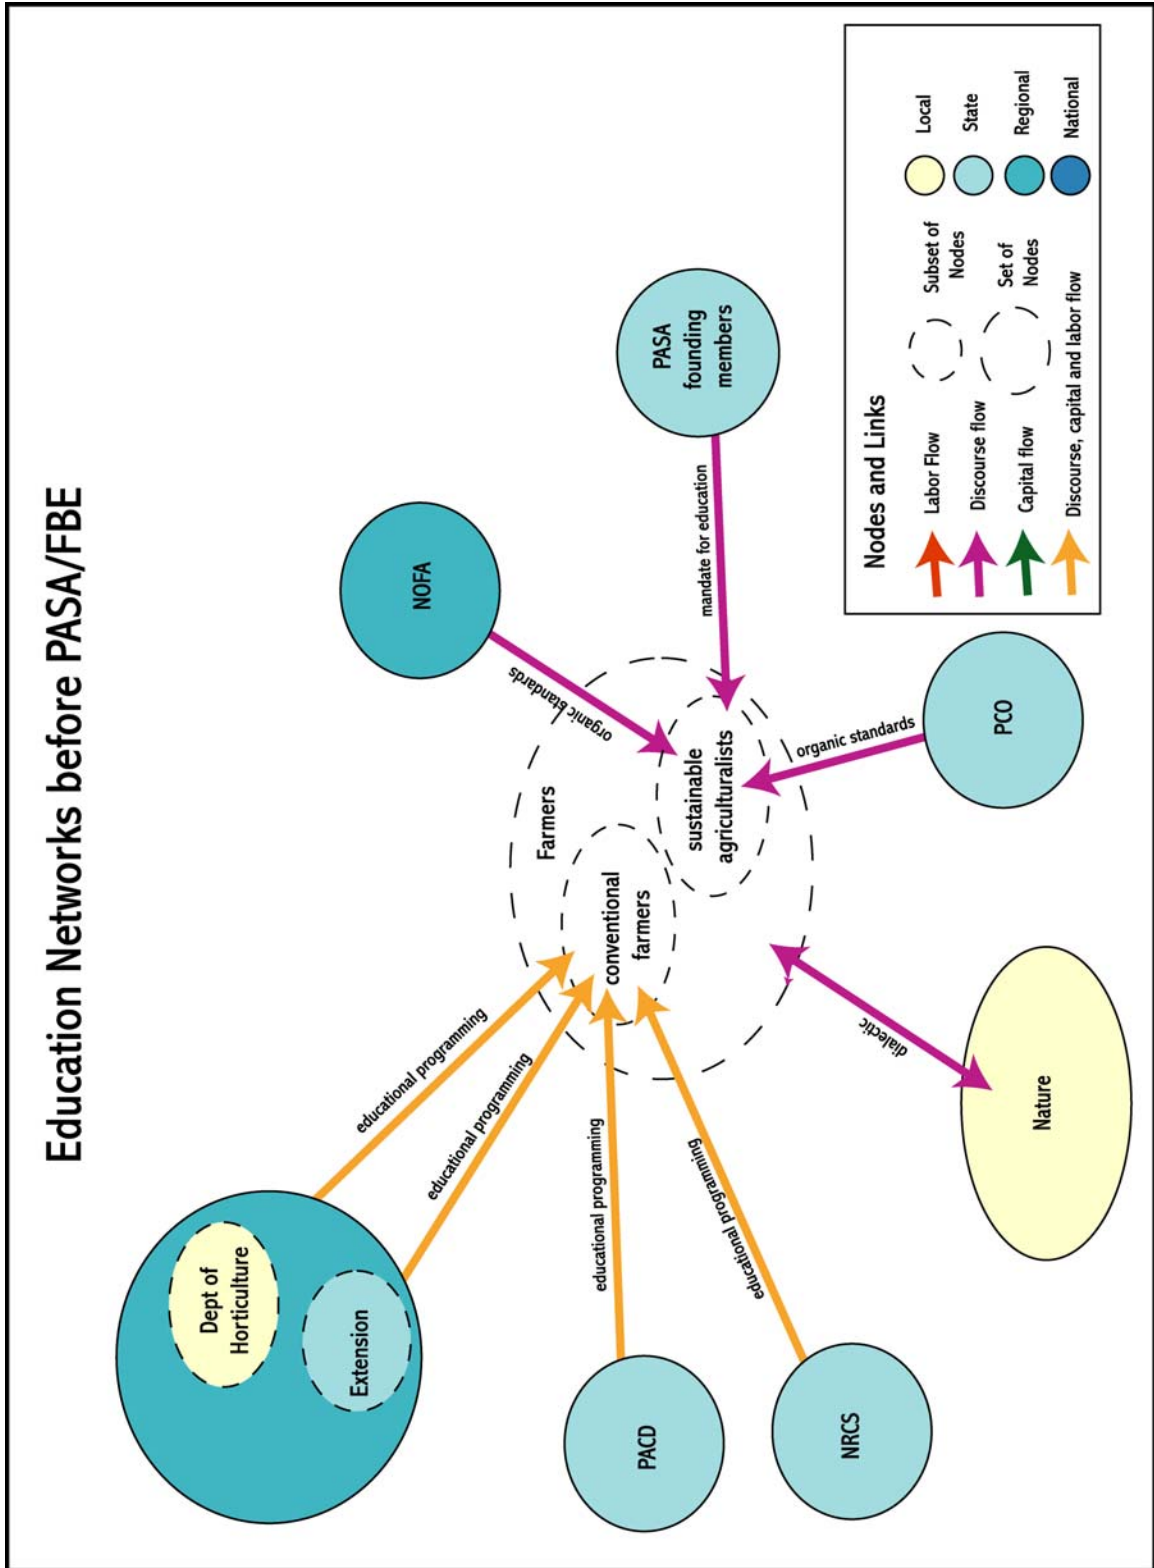 Education Networks before PASA/FBE
Dept of
Horticulture
Extension
educational programming
educational programming
PACD
educational programming
NRCS
educational programming
Farmers
conventional
farmers
sustainable
agriculturalists
NOFA
organic standards
PASA
founding
members
mandate for education
PCO
organic standards
Nature
dialectic
Nodes and Links
Labor Flow
Discourse flow
Capital flow
Discourse, capital and labor flow
Subset of
Nodes
Set of
Nodes
Local
State
Regional
National